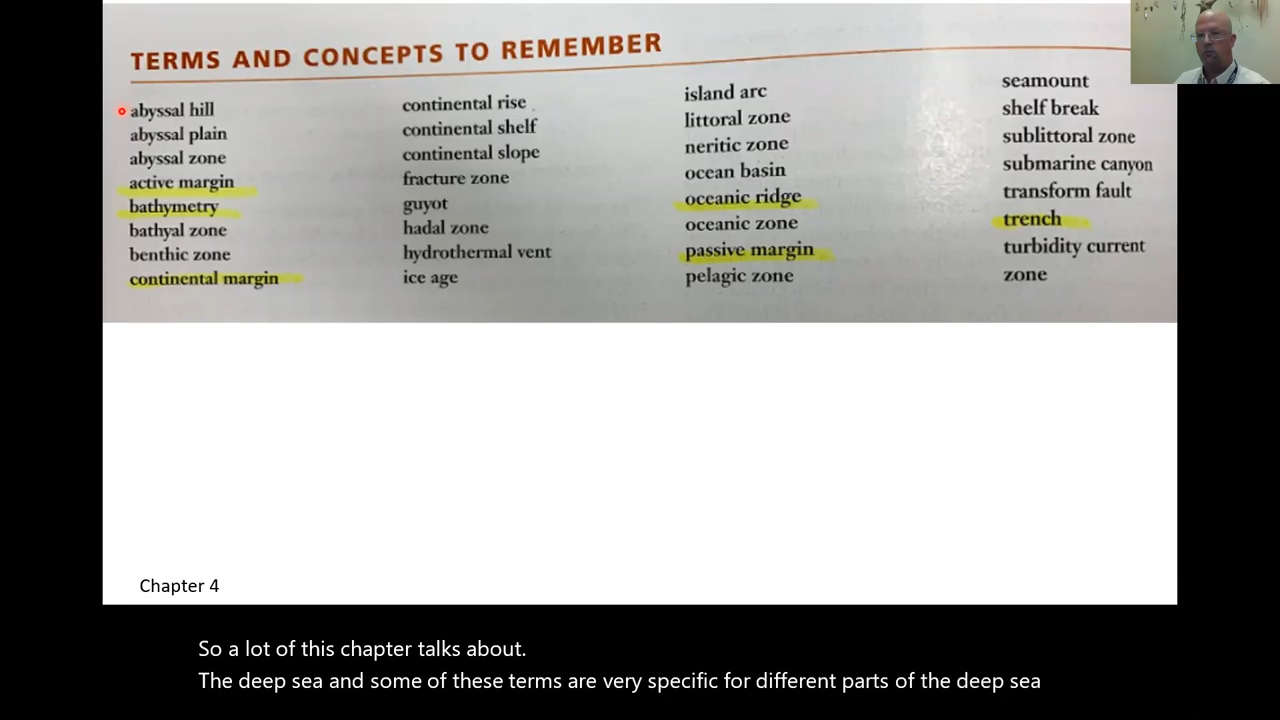 TERMS AND CONCEPTS TO REMEMBER
abyssal hill
abyssal plain
abyssal zone
active margin
bathymetry
bathyal zone
benthic zone
continental margin
continental rise
continental shelf
continental slope
fracture zone
guyot
hadal zone
hydrothermal vent
ice age
island arc
littoral zone
neritic zone
ocean basin
oceanic ridge
oceanic zone
passive margin
pelagic zone
seamount
shelf break
sublittoral zone
submarine canyon
transform fault
trench
turbidity current
zone
Chapter 4
So a lot of this chapter talks about.
The deep sea and some of these terms are very specific for different parts of the deep sea